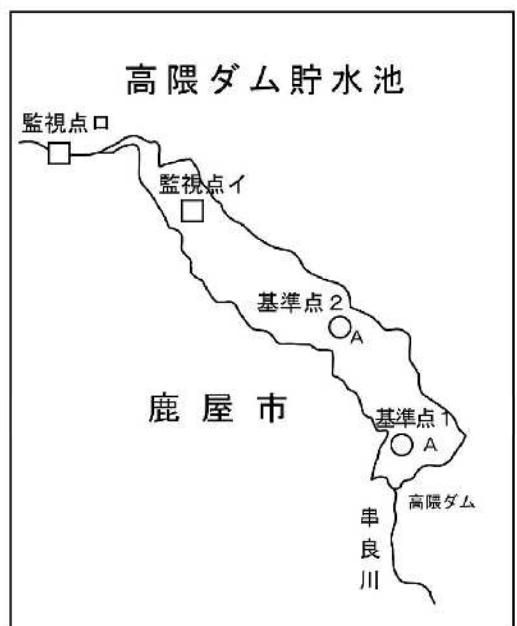 高隈ダム貯水池
監視点ロ
監視点イ
基準点2
A
鹿屋市
基準点1
A
高隈ダム
串良川